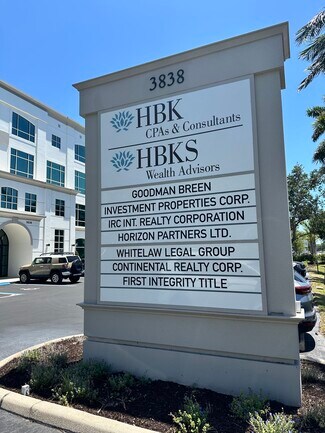 3838
HBK
CPAs & Consultants
HBKS
Wealth Advisors
GOODMAN BREEN
INVESTMENT PROPERTIES CORP.
IRC INT. REALTY CORPORATION
HORIZON PARTNERS LTD.
WHITELAW LEGAL GROUP
CONTINENTAL REALTY CORP.
FIRST INTEGRITY TITLE